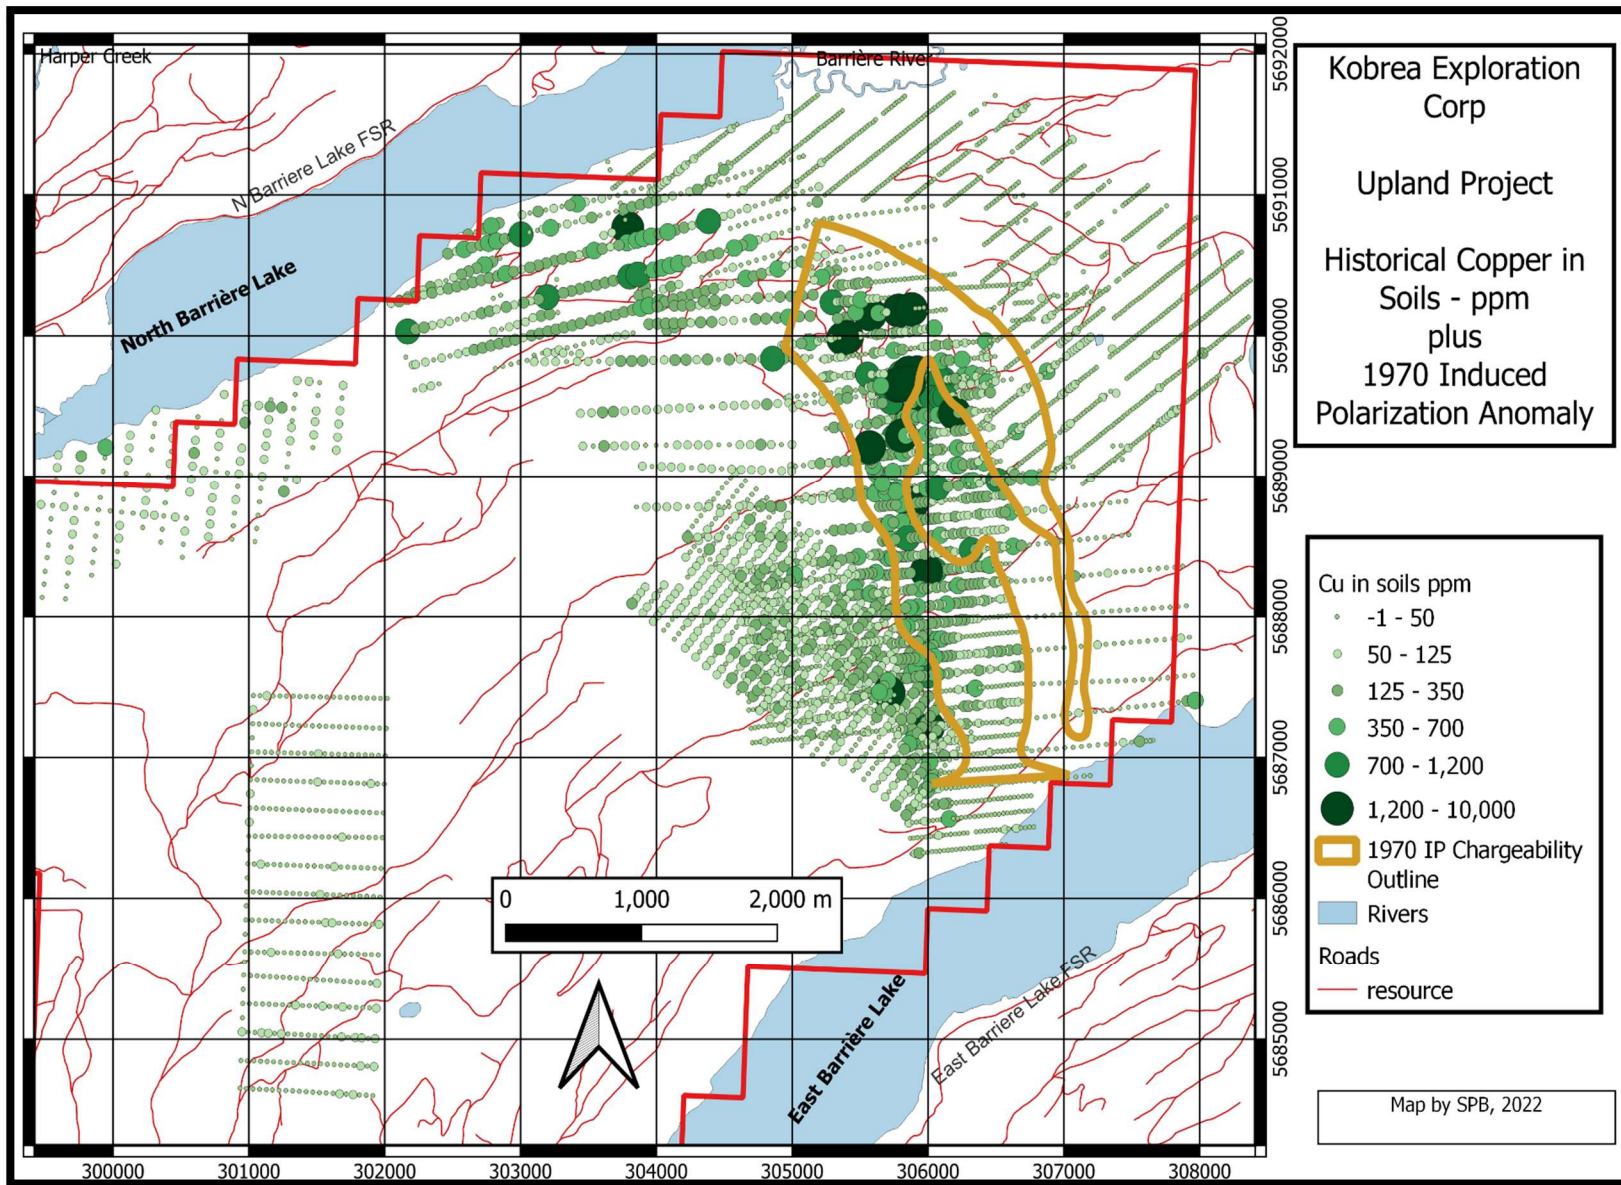 Harper Creek
Barrière River
N Barriere Lake FSR
North Barrière Lake
East Barrière Lake
East Barrière Lake FSR
0 1,000 2,000 m
300000 301000 302000 303000 304000 305000 306000 307000 308000
5692000
5691000
5690000
5689000
5688000
5687000
5686000
5685000
Kobrea Exploration
Corp
Upland Project
Historical Copper in
Soils - ppm
plus
1970 Induced
Polarization Anomaly
Cu in soils ppm
-1 - 50
50 - 125
125 - 350
350 - 700
700 - 1,200
1,200 - 10,000
1970 IP Chargeability
Outline
Rivers
Roads
resource
Map by SPB, 2022